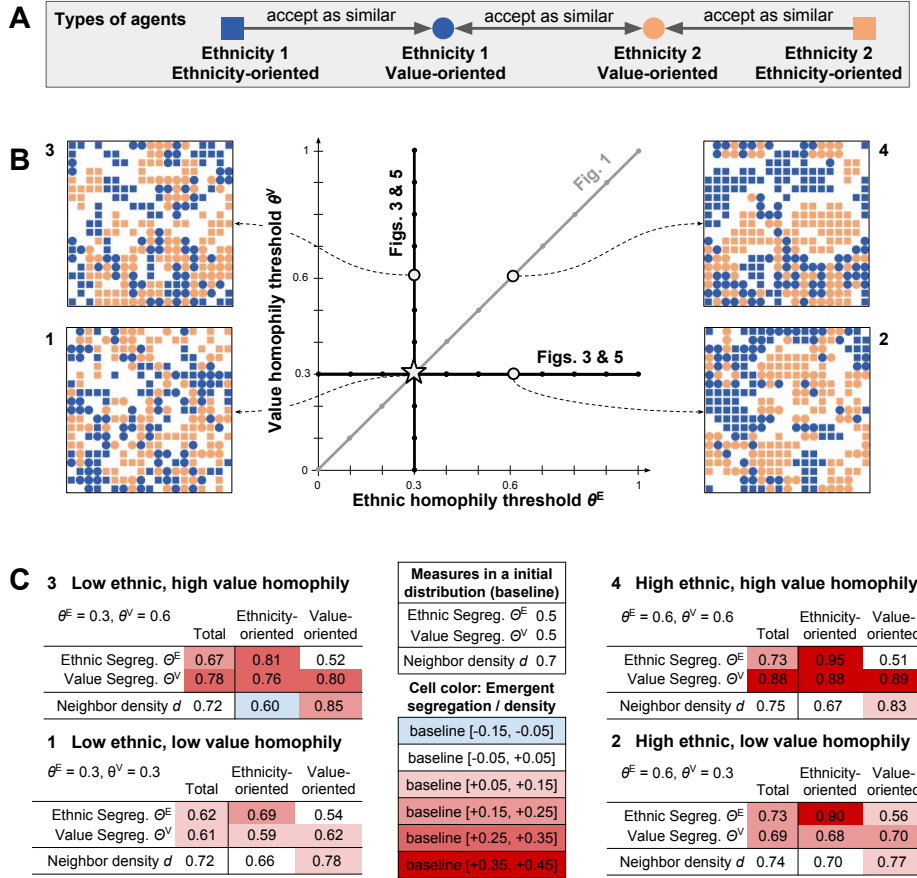 A
Types of agents
accept as similar
accept as similar
accept as similar
Ethnicity 1
Ethnicity-oriented
Ethnicity 1
Value-oriented
Ethnicity 2
Value-oriented
Ethnicity 2
Ethnicity-oriented
B
3
4
1
2
Value homophily threshold θV
1
0.6
0.3
0
Figs. 3 & 5
Fig. 1
Figs. 3 & 5
0
0.3
0.6
1
Ethnic homophily threshold θE
C
3 Low ethnic, high value homophily
θE = 0.3, θV = 0.6
Total Ethnicity-oriented Value-oriented
Ethnic Segreg. ΘE 0.67 0.81 0.52
Value Segreg. ΘV 0.78 0.76 0.80
Neighbor density d 0.72 0.60 0.85
1 Low ethnic, low value homophily
θE = 0.3, θV = 0.3
Total Ethnicity-oriented Value-oriented
Ethnic Segreg. ΘE 0.62 0.69 0.54
Value Segreg. ΘV 0.61 0.59 0.62
Neighbor density d 0.72 0.66 0.78
Measures in a initial
distribution (baseline)
Ethnic Segreg. ΘE 0.5
Value Segreg. ΘV 0.5
Neighbor density d 0.7
Cell color: Emergent
segregation / density
baseline [-0.15, -0.05]
baseline [-0.05, +0.05]
baseline [+0.05, +0.15]
baseline [+0.15, +0.25]
baseline [+0.25, +0.35]
baseline [+0.35, +0.45]
4 High ethnic, high value homophily
θE = 0.6, θV = 0.6
Total Ethnicity-oriented Value-oriented
Ethnic Segreg. ΘE 0.73 0.95 0.51
Value Segreg. ΘV 0.88 0.88 0.89
Neighbor density d 0.75 0.67 0.83
2 High ethnic, low value homophily
θE = 0.6, θV = 0.3
Total Ethnicity-oriented Value-oriented
Ethnic Segreg. ΘE 0.73 0.90 0.56
Value Segreg. ΘV 0.69 0.68 0.70
Neighbor density d 0.74 0.70 0.77